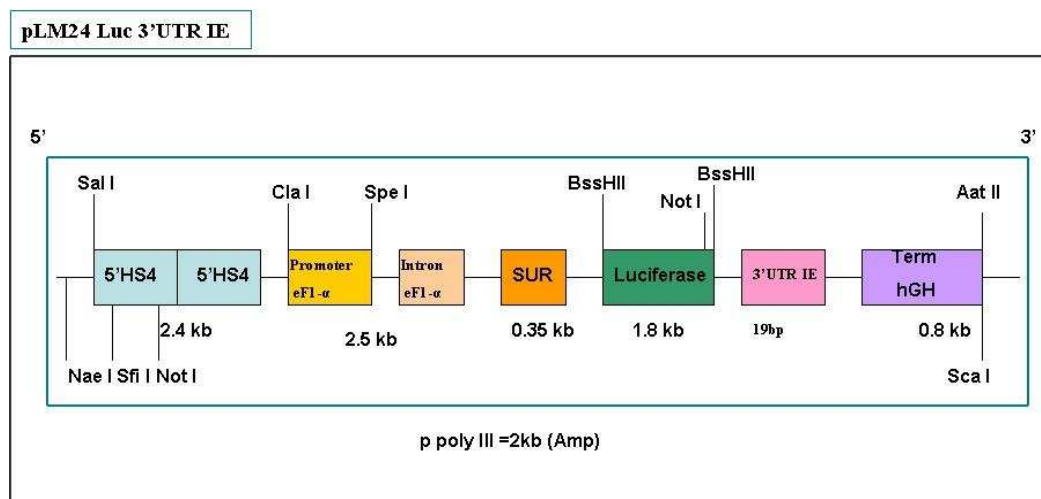 pLM24 Luc 3’UTR IE
5’
3’
Sal I
Cla I
Spe I
BssHII
Not I
BssHII
Aat II
5'HS4
5'HS4
Promoter
eF1-α
Intron
eF1-α
SUR
Luciferase
3'UTR IE
Term
hGH
2.4 kb
2.5 kb
0.35 kb
1.8 kb
19bp
0.8 kb
Nae I
Sfi I
Not I
Sca I
p poly III =2kb (Amp)